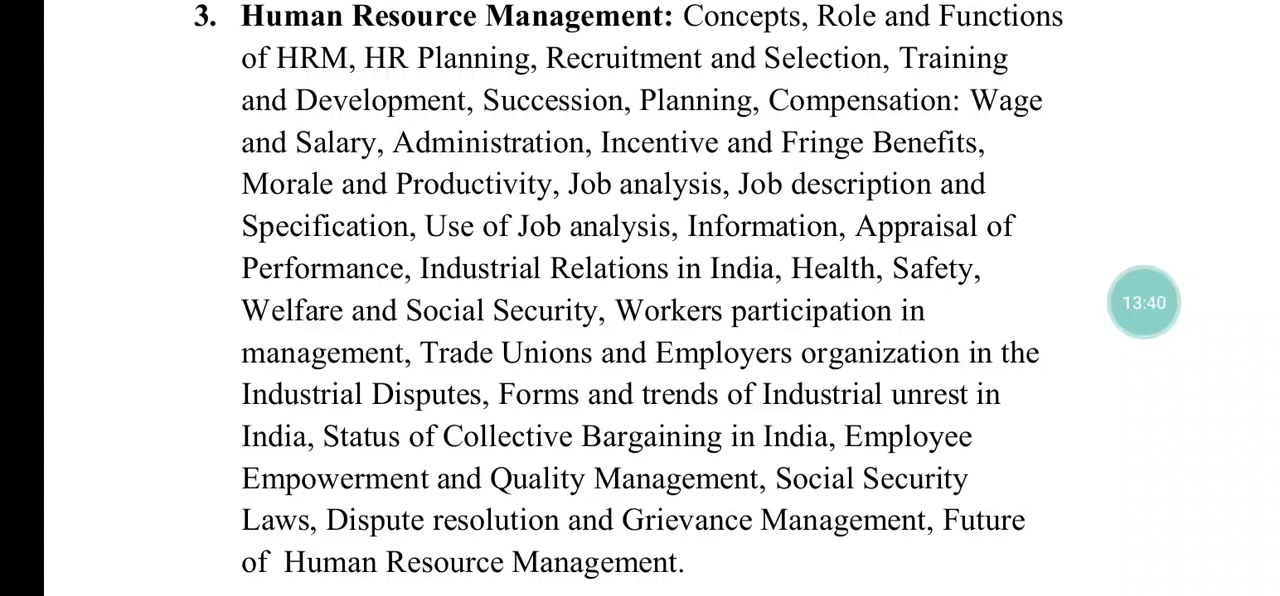 3. Human Resource Management: Concepts, Role and Functions
of HRM, HR Planning, Recruitment and Selection, Training
and Development, Succession, Planning, Compensation: Wage
and Salary, Administration, Incentive and Fringe Benefits,
Morale and Productivity, Job analysis, Job description and
Specification, Use of Job analysis, Information, Appraisal of
Performance, Industrial Relations in India, Health, Safety,
Welfare and Social Security, Workers participation in
management, Trade Unions and Employers organization in the
Industrial Disputes, Forms and trends of Industrial unrest in
India, Status of Collective Bargaining in India, Employee
Empowerment and Quality Management, Social Security
Laws, Dispute resolution and Grievance Management, Future
of Human Resource Management.
13:40